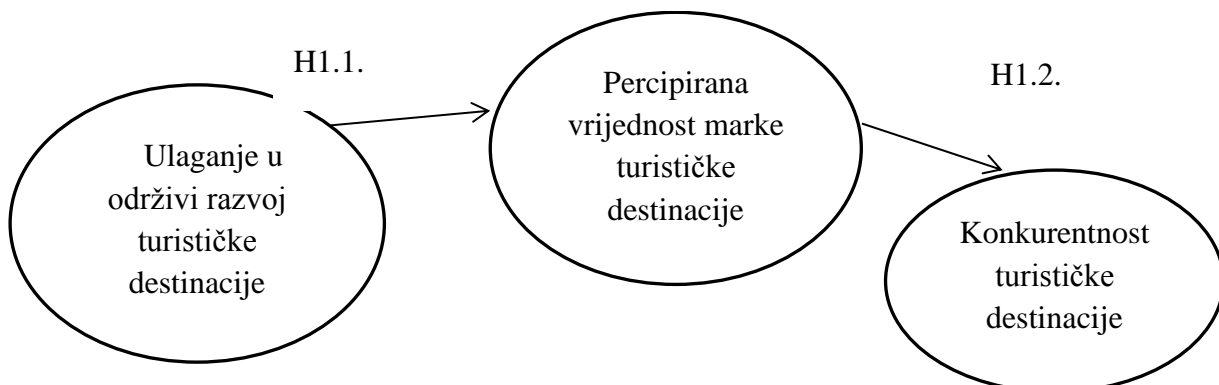 H1.1.
Ulaganje u
održivi razvoj
turističke
destinacije
Percipirana
vrijednost marke
turističke
destinacije
H1.2.
Konkurentnost
turističke
destinacije